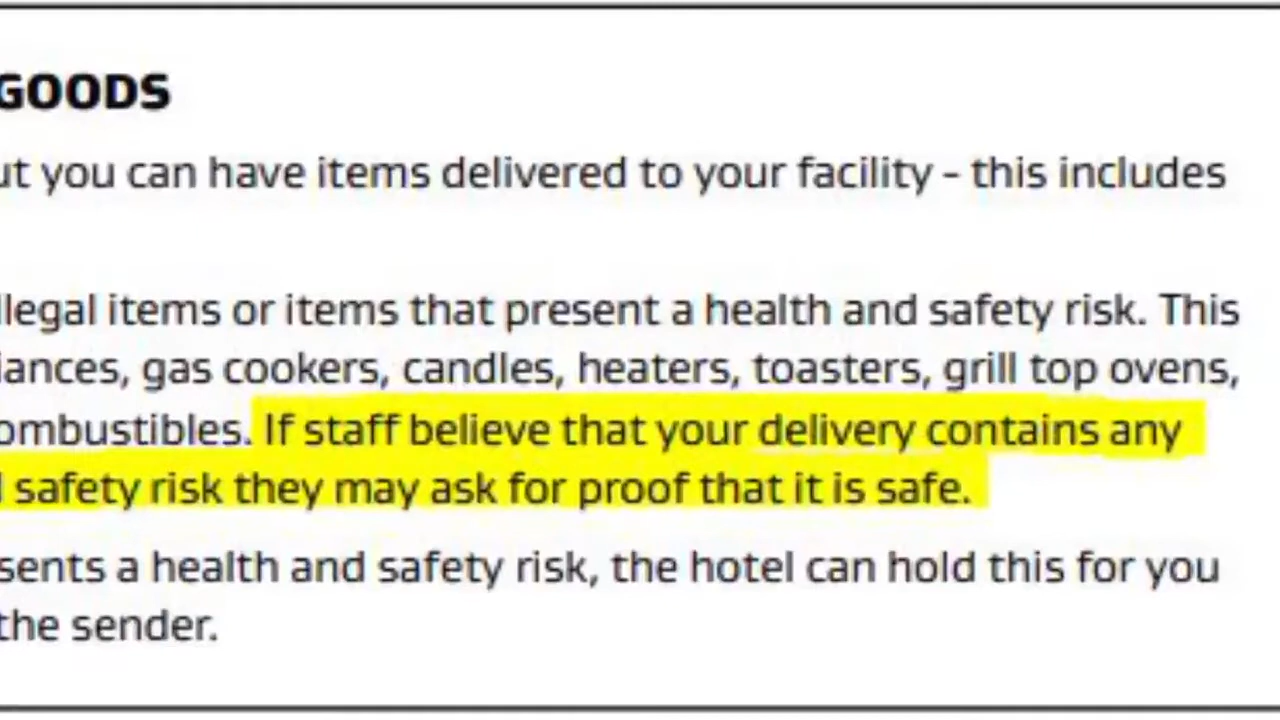 GOODS
ut you can have items delivered to your facility - this includes
llegal items or items that present a health and safety risk. This
iances, gas cookers, candles, heaters, toasters, grill top ovens,
ombustibles. If staff believe that your delivery contains any
safety risk they may ask for proof that it is safe.
sents a health and safety risk, the hotel can hold this for you
the sender.